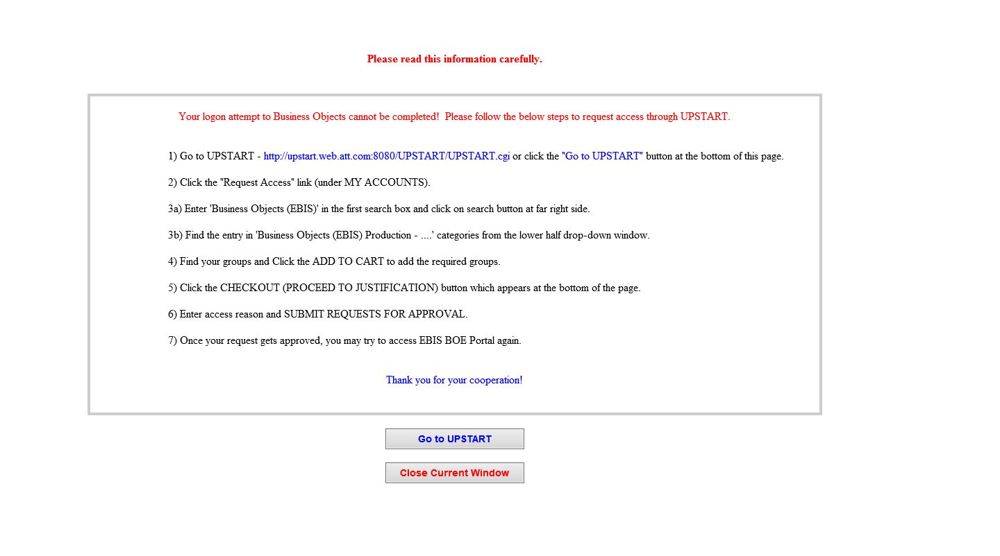 Please read this information carefully.
Your logon attempt to Business Objects cannot be completed!  Please follow the below steps to request access through UPSTART.
1) Go to UPSTART - http://upstart.web.att.com:8080/UPSTART/UPSTART.cgi or click the "Go to UPSTART" button at the bottom of this page.
2) Click the "Request Access" link (under MY ACCOUNTS).
3a) Enter 'Business Objects (EBIS)' in the first search box and click on search button at far right side.
3b) Find the entry in 'Business Objects (EBIS) Production - ....' categories from the lower half drop-down window.
4) Find your groups and Click the ADD TO CART to add the required groups.
5) Click the CHECKOUT (PROCEED TO JUSTIFICATION) button which appears at the bottom of the page.
6) Enter access reason and SUBMIT REQUESTS FOR APPROVAL.
7) Once your request gets approved, you may try to access EBIS BOE Portal again.
Thank you for your cooperation!
Go to UPSTART
Close Current Window